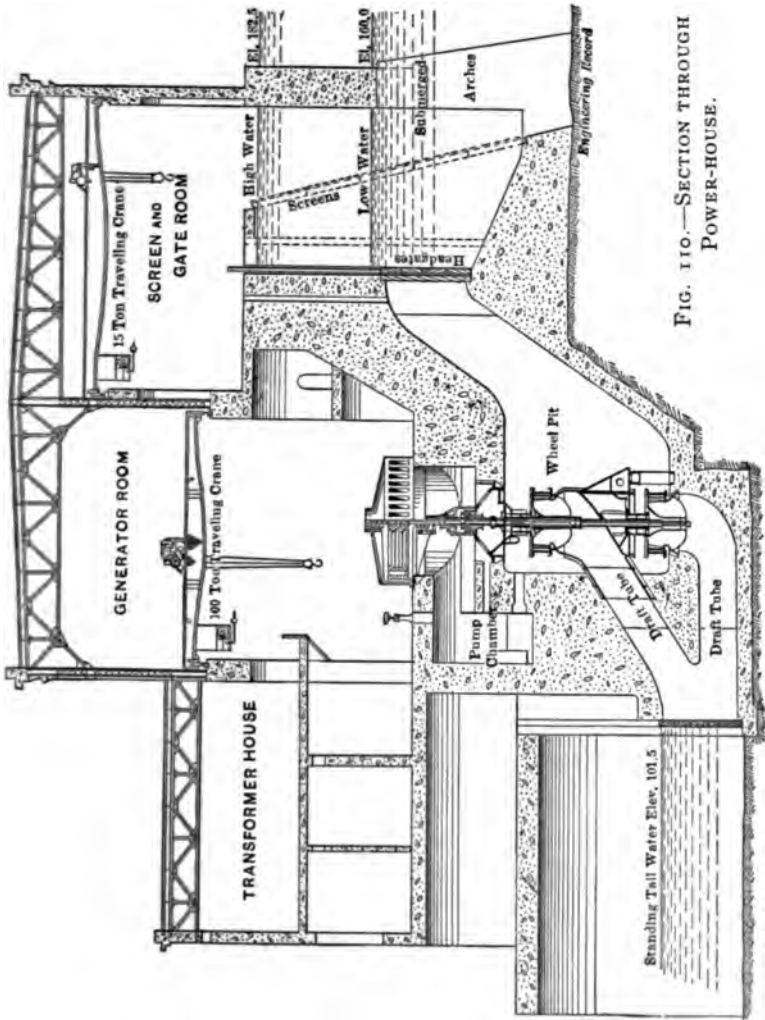 El. 182.5
El. 160.0
High Water
Low Water
Submerged
Arches
Screens
Headgates
SCREEN AND
GATE ROOM
15 Ton Traveling Crane
GENERATOR ROOM
100 Ton Traveling Crane
TRANSFORMER HOUSE
Wheel Pit
Pump
Chamber
Draft Tube
Draft Tube
Standing Tail Water Elev. 101.5
Engineering Record
FIG. 110.—SECTION THROUGH
POWER-HOUSE.